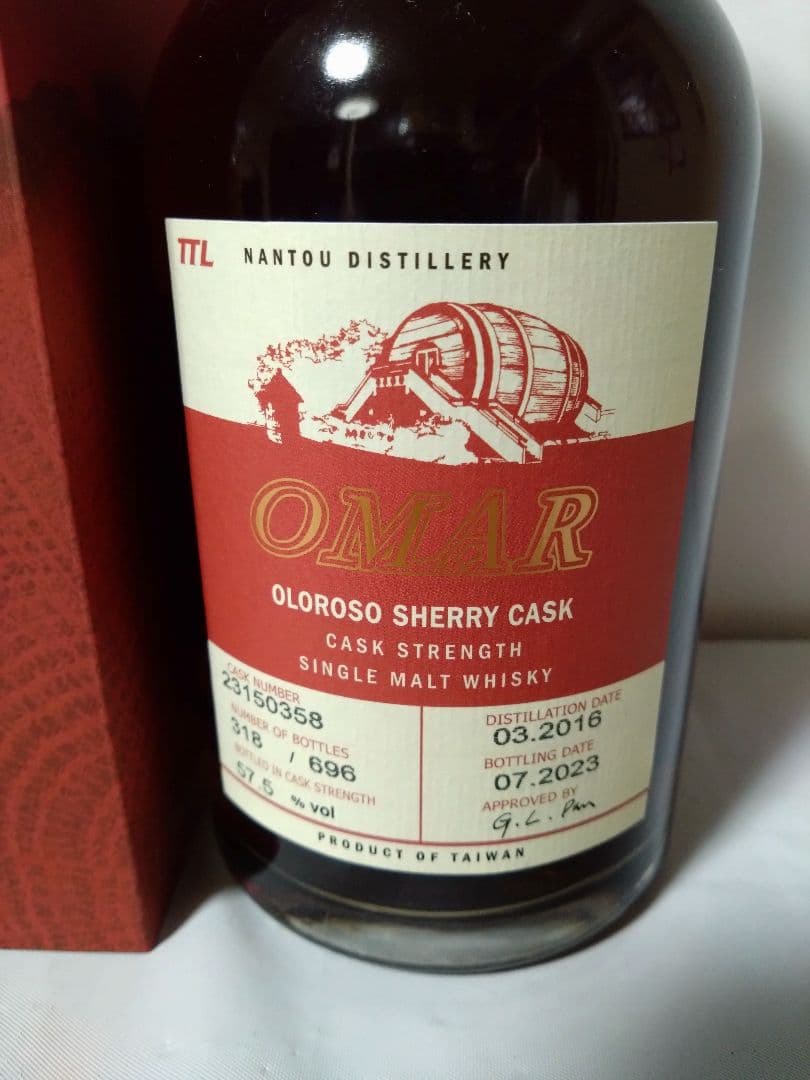 TTL NANTOU DISTILLERY
OMAR
OLOROSO SHERRY CASK
CASK STRENGTH
SINGLE MALT WHISKY
CASK NUMBER
23150358
NUMBER OF BOTTLES
318 / 696
BOTTLED IN CASK STRENGTH
57.5 % vol
DISTILLATION DATE
03.2016
BOTTLING DATE
07.2023
APPROVED BY
G. L. Pan
PRODUCT OF TAIWAN